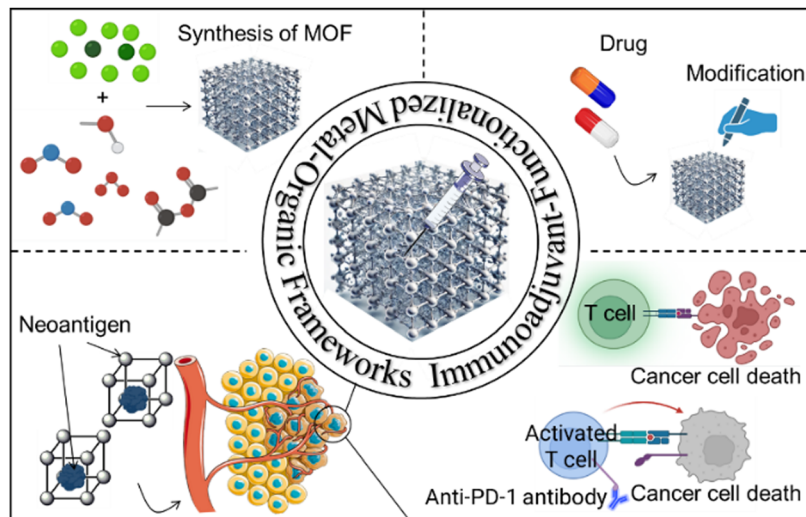 Synthesis of MOF
+
Drug
Modification
Immunoadjuvant-Functionalized Metal-Organic Frameworks
Neoantigen
T cell
Cancer cell death
Activated
T cell
Anti-PD-1 antibody
Cancer cell death